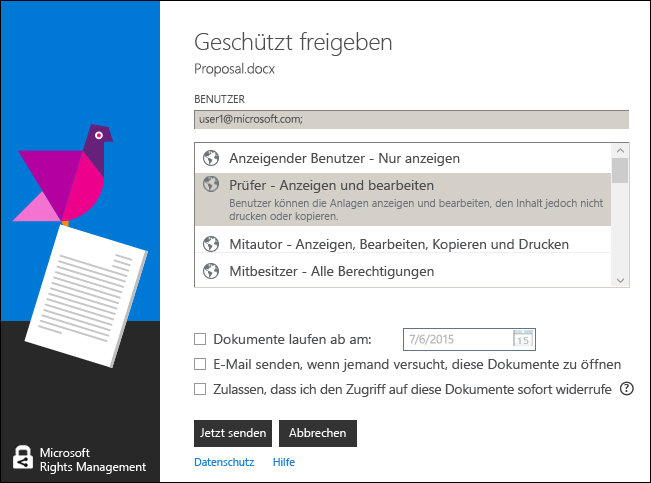 Geschützt freigeben
Proposal.docx
BENUTZER
user1@microsoft.com;
Anzeigender Benutzer - Nur anzeigen
Prüfer - Anzeigen und bearbeiten
Benutzer können die Anlagen anzeigen und bearbeiten, den Inhalt jedoch nicht
drucken oder kopieren.
Mitautor - Anzeigen, Bearbeiten, Kopieren und Drucken
Mitbesitzer - Alle Berechtigungen
Dokumente laufen ab am:
7/6/2015
15
E-Mail senden, wenn jemand versucht, diese Dokumente zu öffnen
Zulassen, dass ich den Zugriff auf diese Dokumente sofort widerrufe ?
Jetzt senden
Abbrechen
Datenschutz
Hilfe
Microsoft
Rights Management